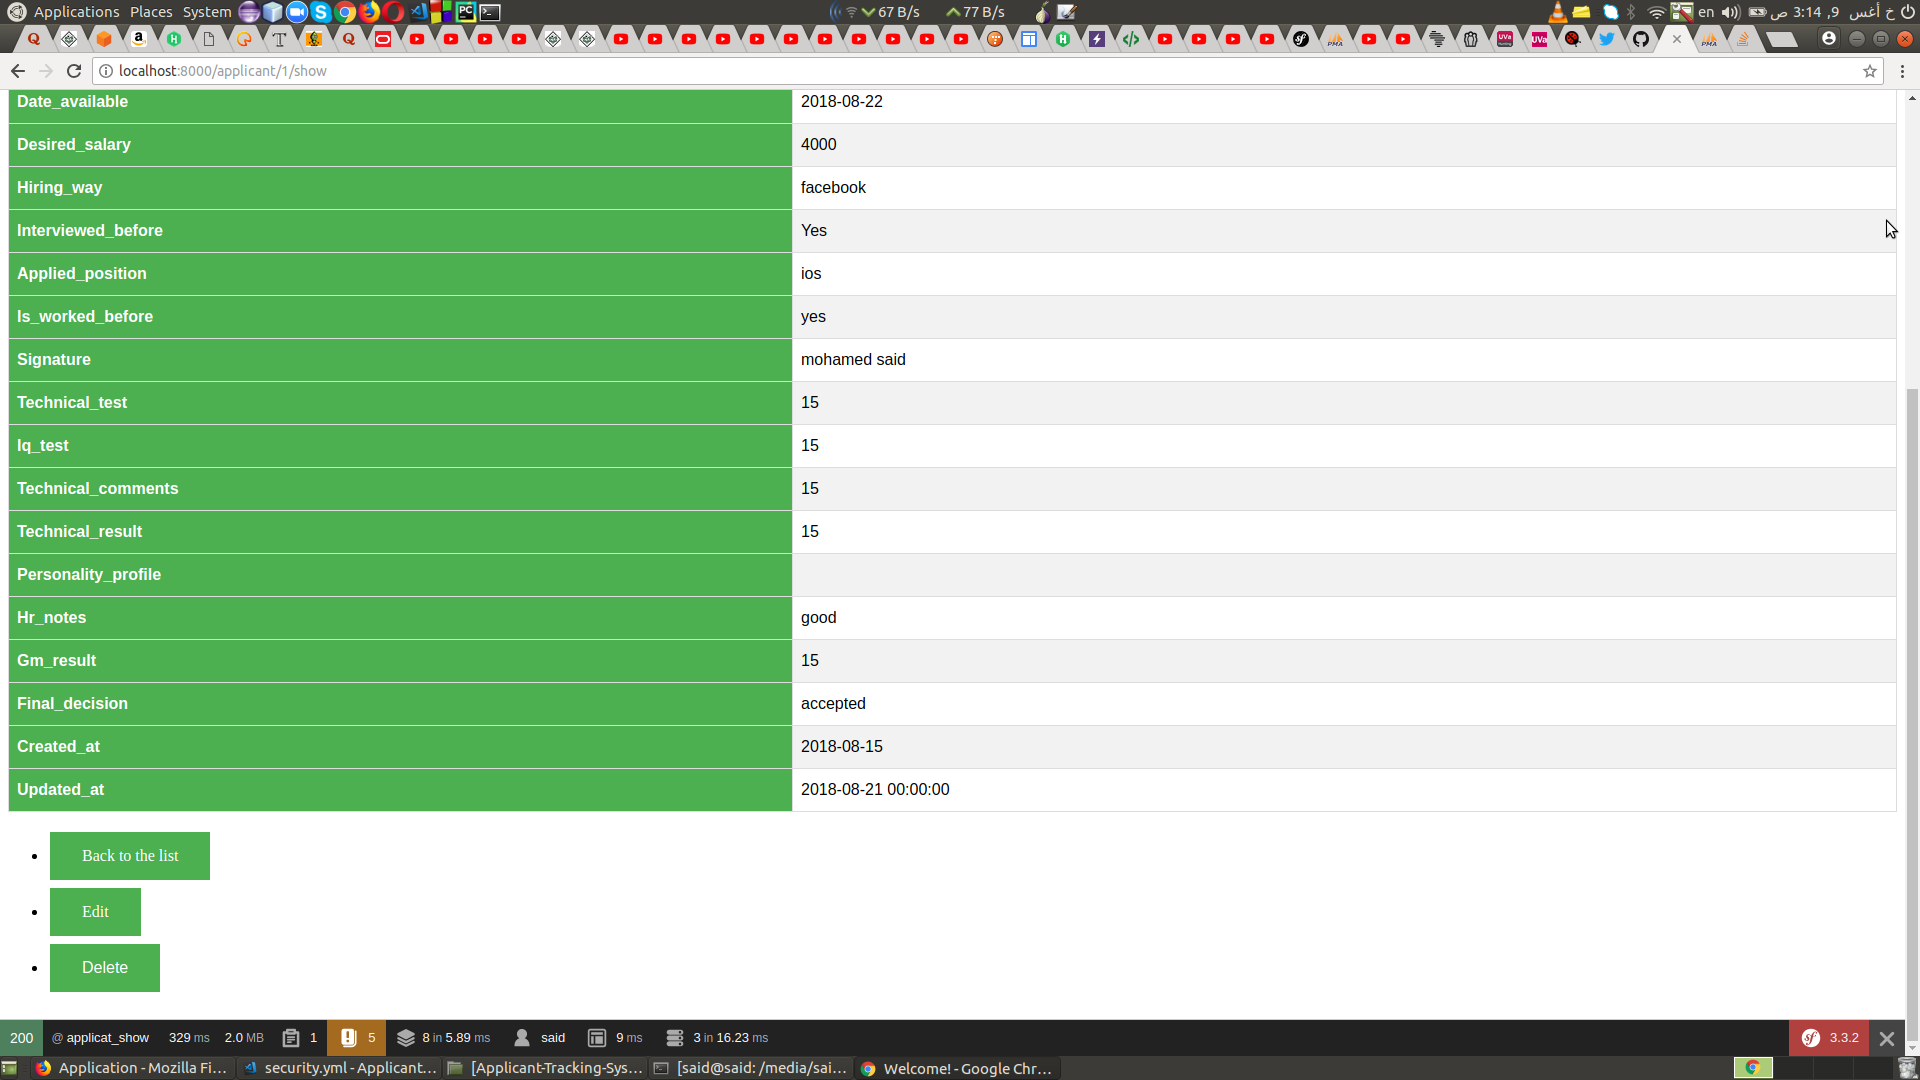 Applications Places System 67 B/s 77 B/s en خ أغس 9, 3:14 ص
localhost:8000/applicant/1/show
Date_available 2018-08-22
Desired_salary 4000
Hiring_way facebook
Interviewed_before Yes
Applied_position ios
Is_worked_before yes
Signature mohamed said
Technical_test 15
Iq_test 15
Technical_comments 15
Technical_result 15
Personality_profile
Hr_notes good
Gm_result 15
Final_decision accepted
Created_at 2018-08-15
Updated_at 2018-08-21 00:00:00
Back to the list
Edit
Delete
200 @ applicat_show 329 ms 2.0 MB 1 5 8 in 5.89 ms said 9 ms 3 in 16.23 ms 3.3.2
Application - Mozilla Fi... security.yml - Applicant... [Applicant-Tracking-Sys... [said@said: /media/sai... Welcome! - Google Chr...